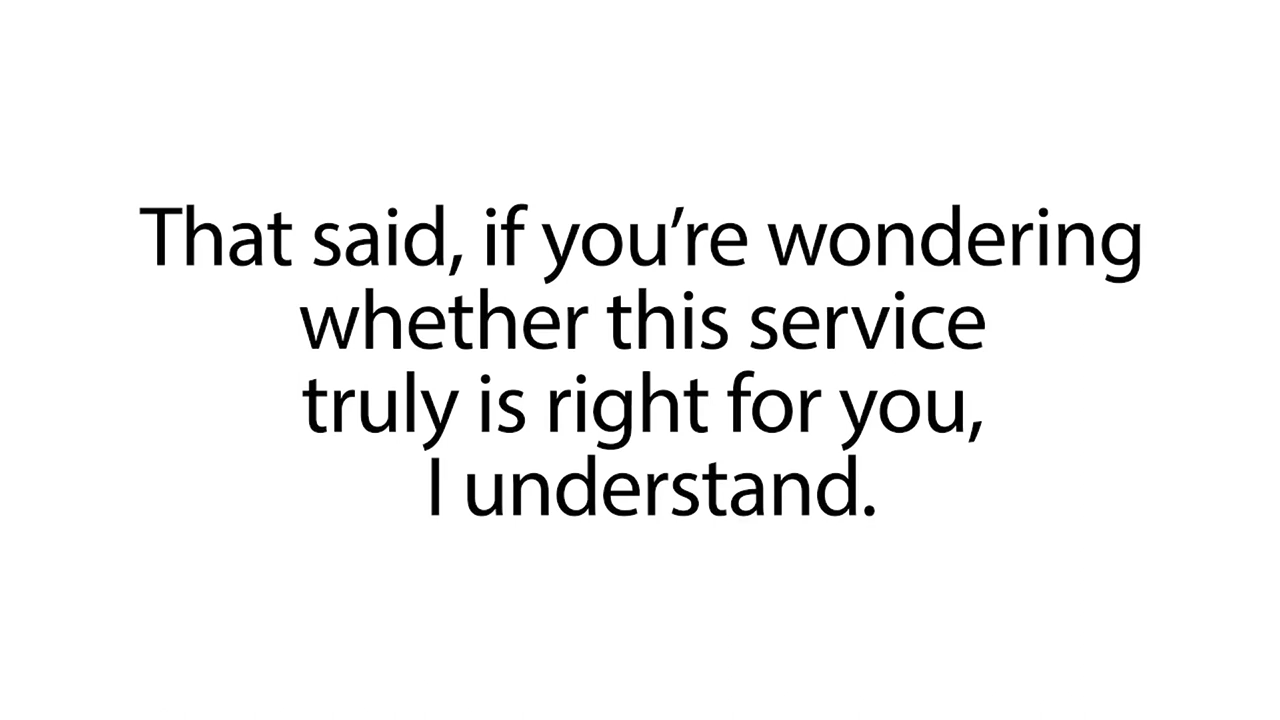 That said, if you’re wondering
whether this service
truly is right for you,
I understand.